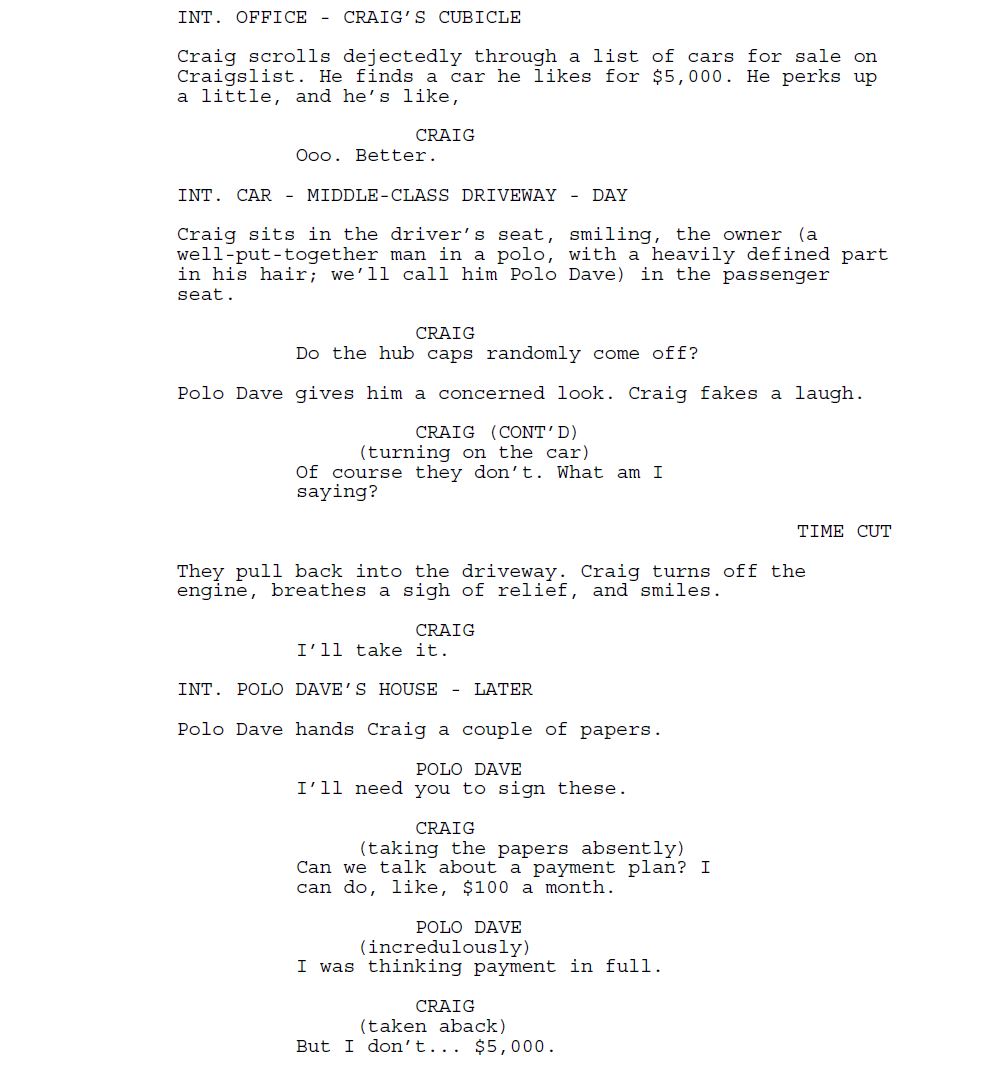 INT. OFFICE - CRAIG’S CUBICLE
Craig scrolls dejectedly through a list of cars for sale on
Craigslist. He finds a car he likes for $5,000. He perks up
a little, and he’s like,
CRAIG
Ooo. Better.
INT. CAR - MIDDLE-CLASS DRIVEWAY - DAY
Craig sits in the driver’s seat, smiling, the owner (a
well-put-together man in a polo, with a heavily defined part
in his hair; we’ll call him Polo Dave) in the passenger
seat.
CRAIG
Do the hub caps randomly come off?
Polo Dave gives him a concerned look. Craig fakes a laugh.
CRAIG (CONT’D)
(turning on the car)
Of course they don’t. What am I
saying?
TIME CUT
They pull back into the driveway. Craig turns off the
engine, breathes a sigh of relief, and smiles.
CRAIG
I’ll take it.
INT. POLO DAVE’S HOUSE - LATER
Polo Dave hands Craig a couple of papers.
POLO DAVE
I’ll need you to sign these.
CRAIG
(taking the papers absently)
Can we talk about a payment plan? I
can do, like, $100 a month.
POLO DAVE
(incredulously)
I was thinking payment in full.
CRAIG
(taken aback)
But I don’t... $5,000.